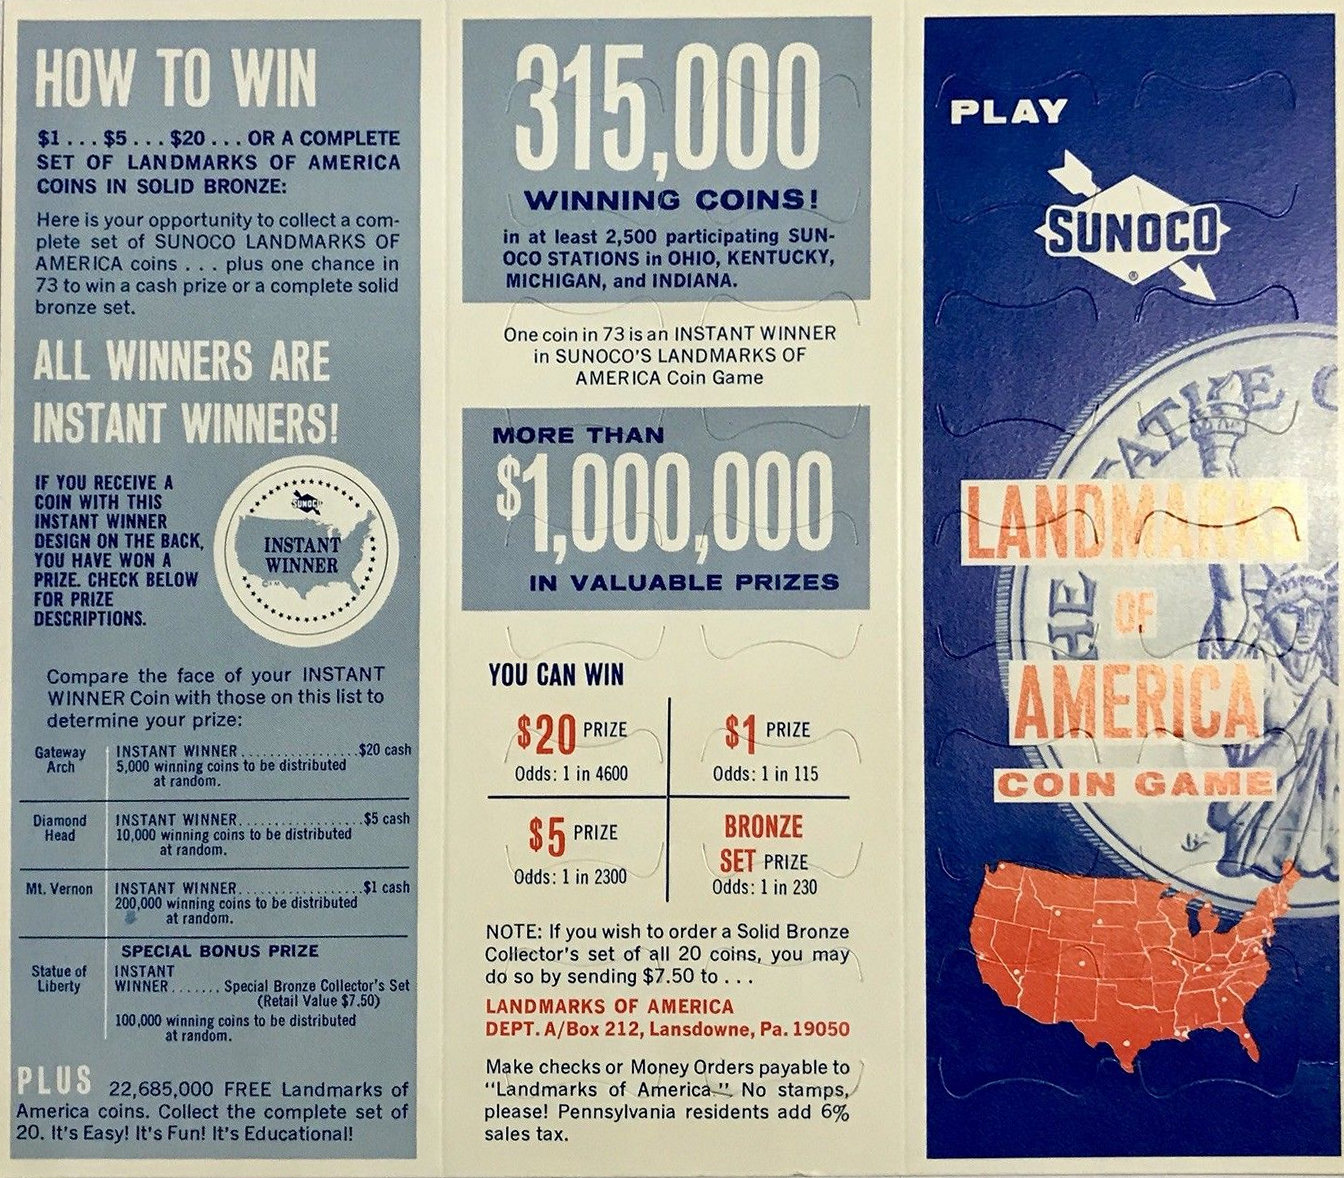 HOW TO WIN
$1 . . . $5 . . . $20 . . . OR A COMPLETE
SET OF LANDMARKS OF AMERICA
COINS IN SOLID BRONZE:
Here is your opportunity to collect a com-
plete set of SUNOCO LANDMARKS OF
AMERICA coins . . . plus one chance in
73 to win a cash prize or a complete solid
bronze set.
ALL WINNERS ARE
INSTANT WINNERS!
IF YOU RECEIVE A
COIN WITH THIS
INSTANT WINNER
DESIGN ON THE BACK,
YOU HAVE WON A
PRIZE. CHECK BELOW
FOR PRIZE
DESCRIPTIONS.
SUNOCO
INSTANT
WINNER
Compare the face of your INSTANT
WINNER Coin with those on this list to
determine your prize:
Gateway
Arch
INSTANT WINNER ................$20 cash
5,000 winning coins to be distributed
at random.
Diamond
Head
INSTANT WINNER..................$5 cash
10,000 winning coins to be distributed
at random.
Mt. Vernon
INSTANT WINNER..................$1 cash
200,000 winning coins to be distributed
at random.
SPECIAL BONUS PRIZE
Statue of
Liberty
INSTANT
WINNER....... Special Bronze Collector's Set
(Retail Value $7.50)
100,000 winning coins to be distributed
at random.
PLUS 22,685,000 FREE Landmarks of
America coins. Collect the complete set of
20. It's Easy! It's Fun! It's Educational!
315,000
WINNING COINS!
in at least 2,500 participating SUN-
OCO STATIONS in OHIO, KENTUCKY,
MICHIGAN, and INDIANA.
One coin in 73 is an INSTANT WINNER
in SUNOCO'S LANDMARKS OF
AMERICA Coin Game
MORE THAN
$1,000,000
IN VALUABLE PRIZES
YOU CAN WIN
$20 PRIZE
Odds: 1 in 4600
$1 PRIZE
Odds: 1 in 115
$5 PRIZE
Odds: 1 in 2300
BRONZE
SET PRIZE
Odds: 1 in 230
NOTE: If you wish to order a Solid Bronze
Collector's set of all 20 coins, you may
do so by sending $7.50 to . . .
LANDMARKS OF AMERICA
DEPT. A/Box 212, Lansdowne, Pa. 19050
Make checks or Money Orders payable to
"Landmarks of America." No stamps,
please! Pennsylvania residents add 6%
sales tax.
PLAY
SUNOCO
®
LANDMARKS
OF
AMERICA
COIN GAME